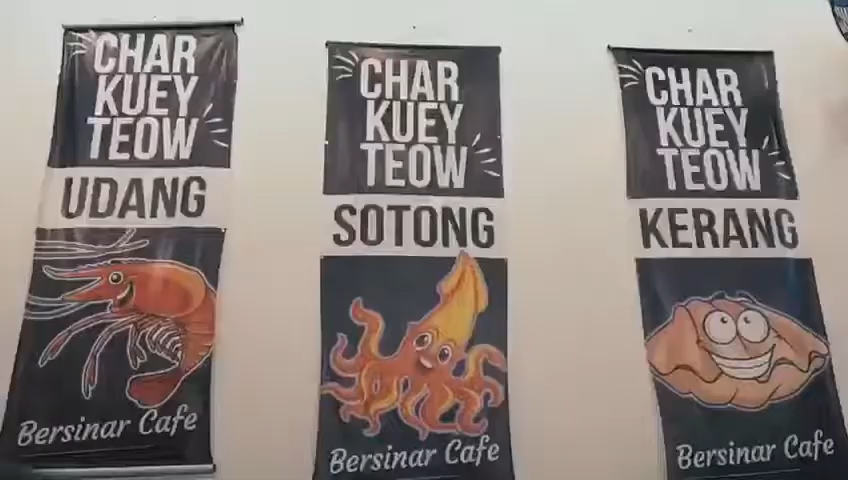 CHAR
KUEY
TEOW
UDANG
Bersinar Cafe
CHAR
KUEY
TEOW
SOTONG
Bersinar Cafe
CHAR
KUEY
TEOW
KERANG
Bersinar Cafe